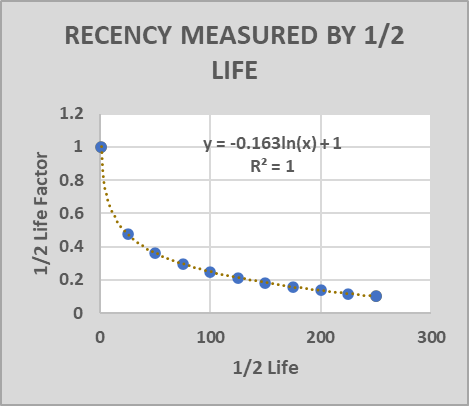 RECENCY MEASURED BY 1/2
LIFE
y = -0.163ln(x) + 1
R² = 1
1.2
1
0.8
0.6
0.4
0.2
0
0 100 200 300
1/2 Life Factor
1/2 Life